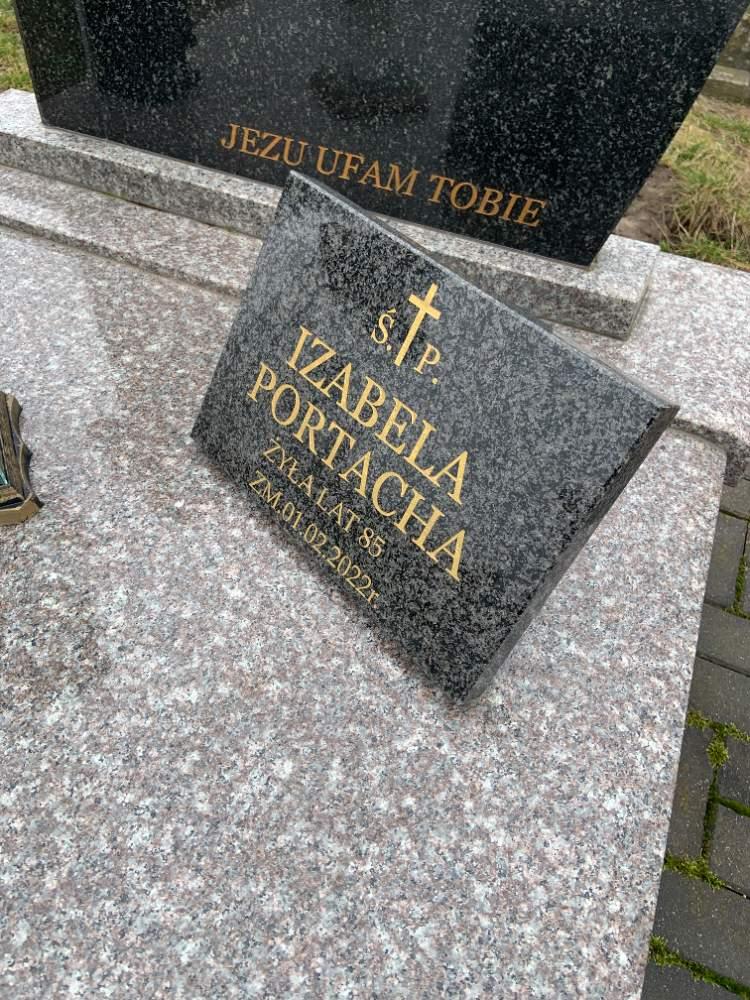 JEZU UFAM TOBIE
Ś. P.
IZABELA
PORTACHA
ŻYŁA LAT 85
ZM.01.02.2022r.